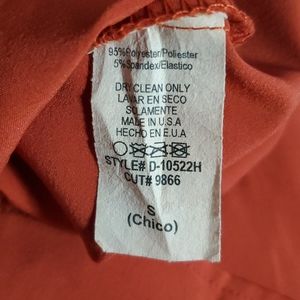 95%Polyester/Poliester
5%Spandex/Elastico
DRY CLEAN ONLY
LAVAR EN SECO
SOLAMENTE
MADE IN U.S.A
HECHO EN E.U.A
STYLE# D-10522H
CUT# 9866
S
(Chico)